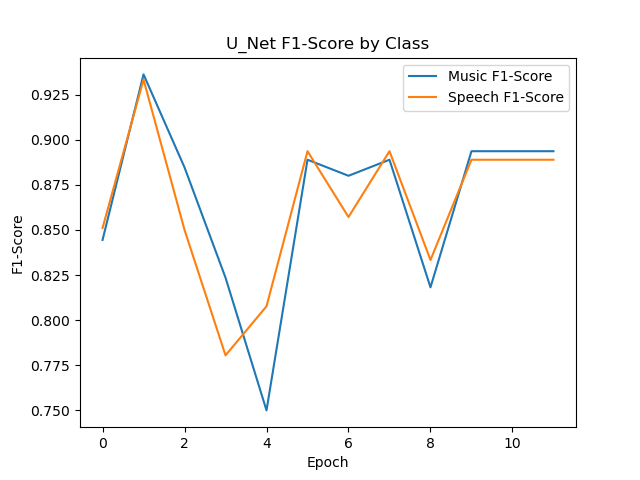 U_Net F1-Score by Class
Music F1-Score
Speech F1-Score
F1-Score
0.925
0.900
0.875
0.850
0.825
0.800
0.775
0.750
0 2 4 6 8 10
Epoch